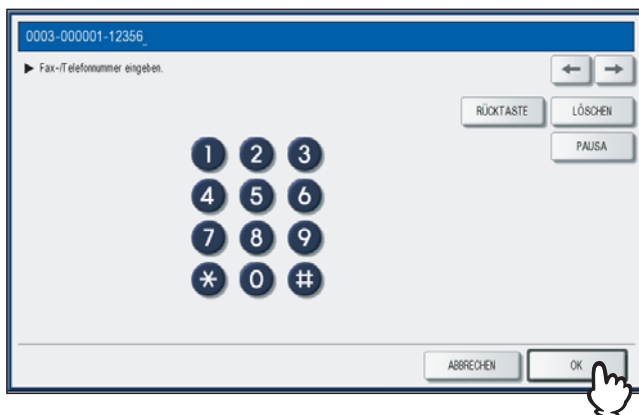 0003-000001-12356_
▶ Fax-/Telefonnummer eingeben.
← →
RÜCKTASTE LÖSCHEN
PAUSA
1 2 3
4 5 6
7 8 9
* 0 #
ABBRECHEN OK